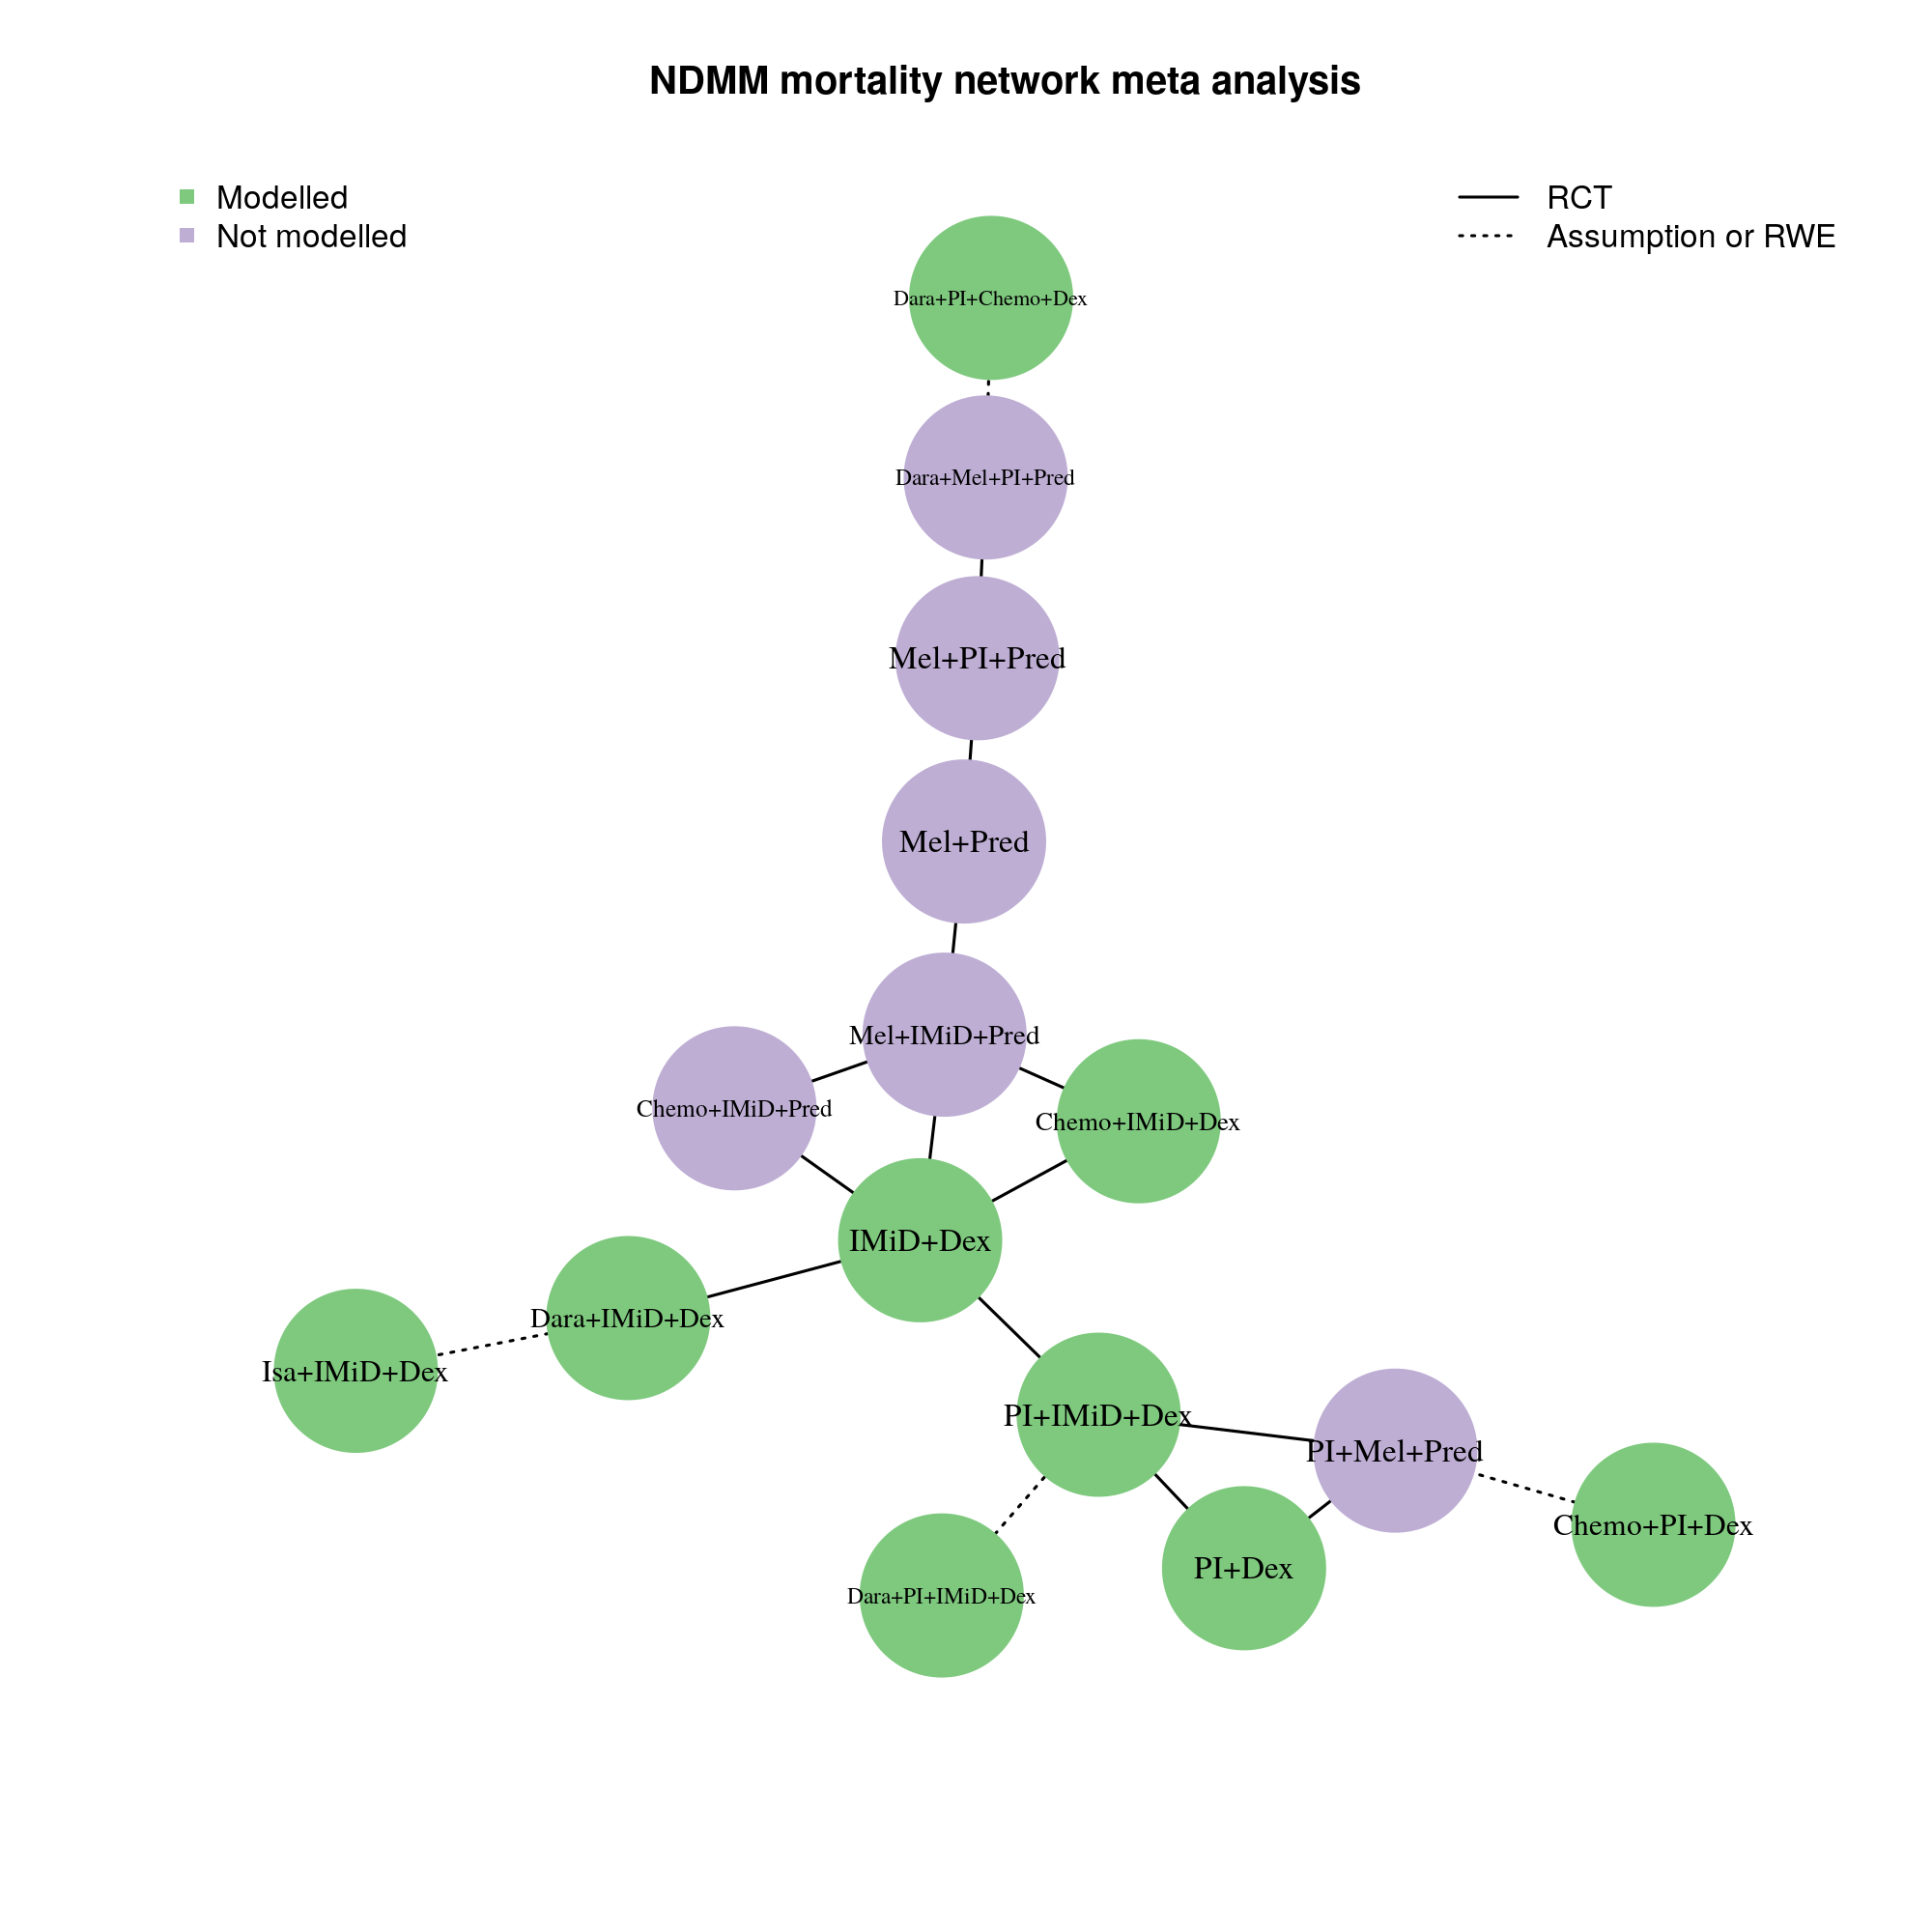 NDMM mortality network meta analysis
Modelled
Not modelled
RCT
Assumption or RWE
Dara+PI+Chemo+Dex
Dara+Mel+PI+Pred
Mel+PI+Pred
Mel+Pred
Mel+IMiD+Pred
Chemo+IMiD+Pred
Chemo+IMiD+Dex
IMiD+Dex
Dara+IMiD+Dex
Isa+IMiD+Dex
PI+IMiD+Dex
PI+Mel+Pred
Chemo+PI+Dex
PI+Dex
Dara+PI+IMiD+Dex